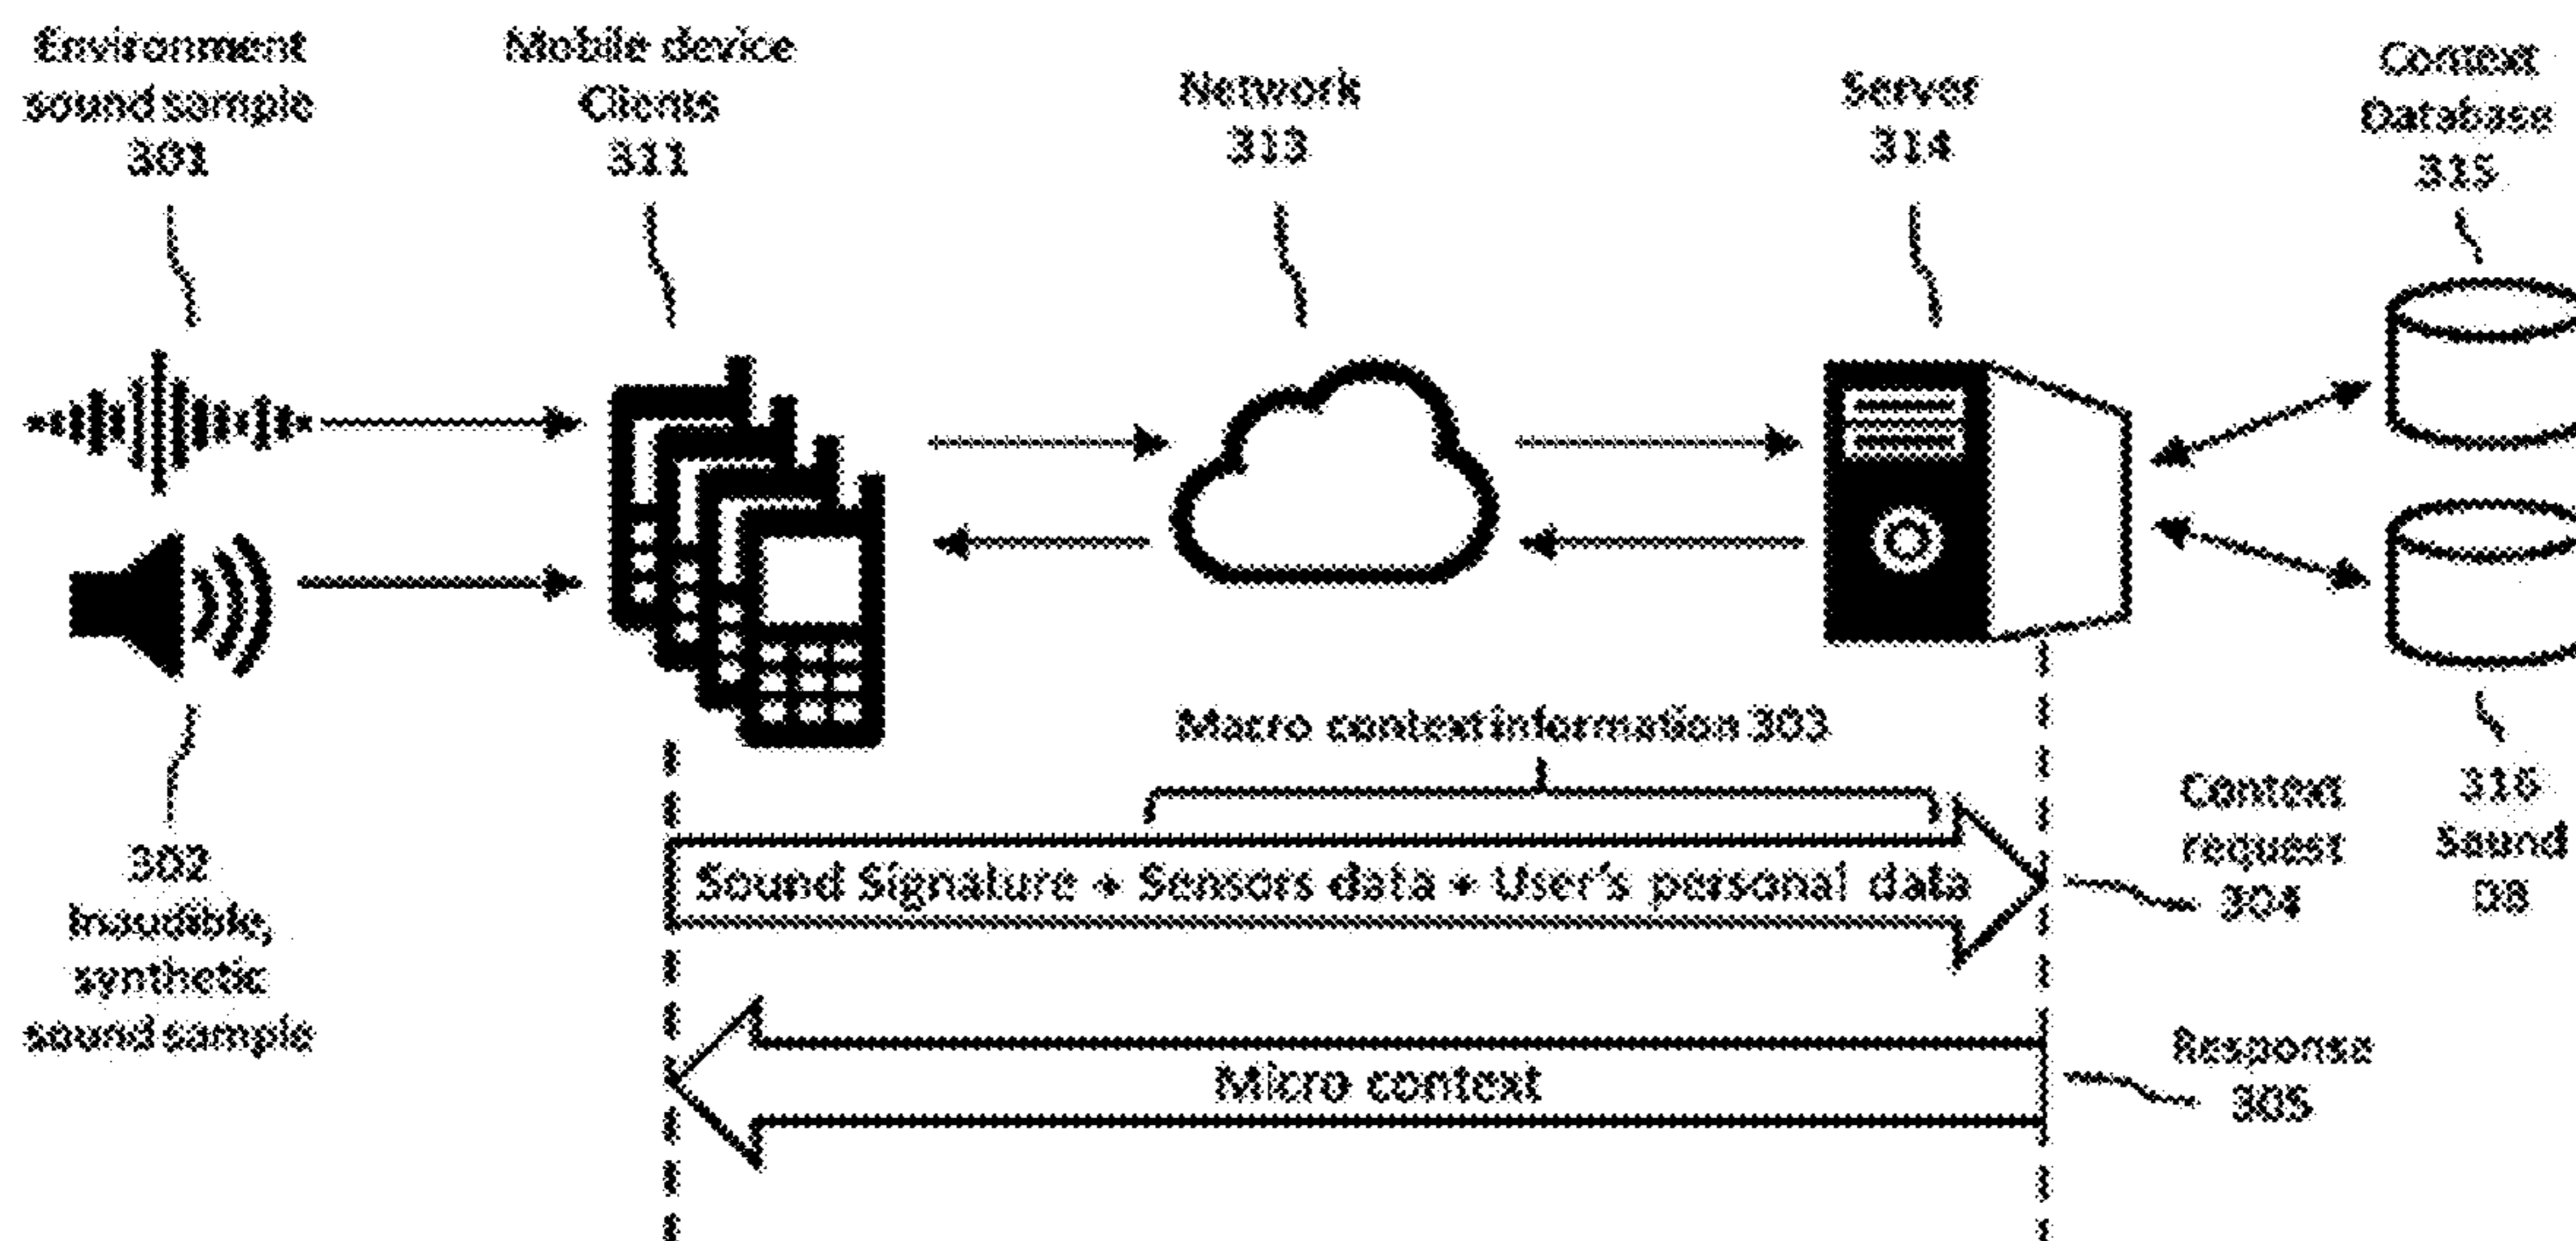 Environment
sound sample
301
Mobile device
Clients
311
Network
313
Server
314
Context
Database
315
Macro context information 303
302
Inaudible,
synthetic
sound sample
Sound Signature + Sensors data + User's personal data
Context
request
304
316
Sound
DB
Micro context
Response
305